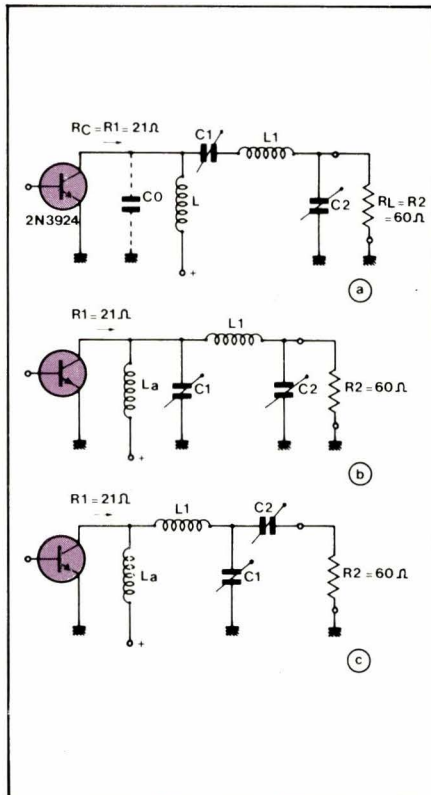 RC = R1 = 21Ω
C1
L1
C0
L
C2
RL = R2
= 60Ω
2N3924
+
a
R1 = 21Ω
L1
La
C1
C2
R2 = 60Ω
+
b
R1 = 21Ω
L1
C2
La
C1
R2 = 60Ω
+
c